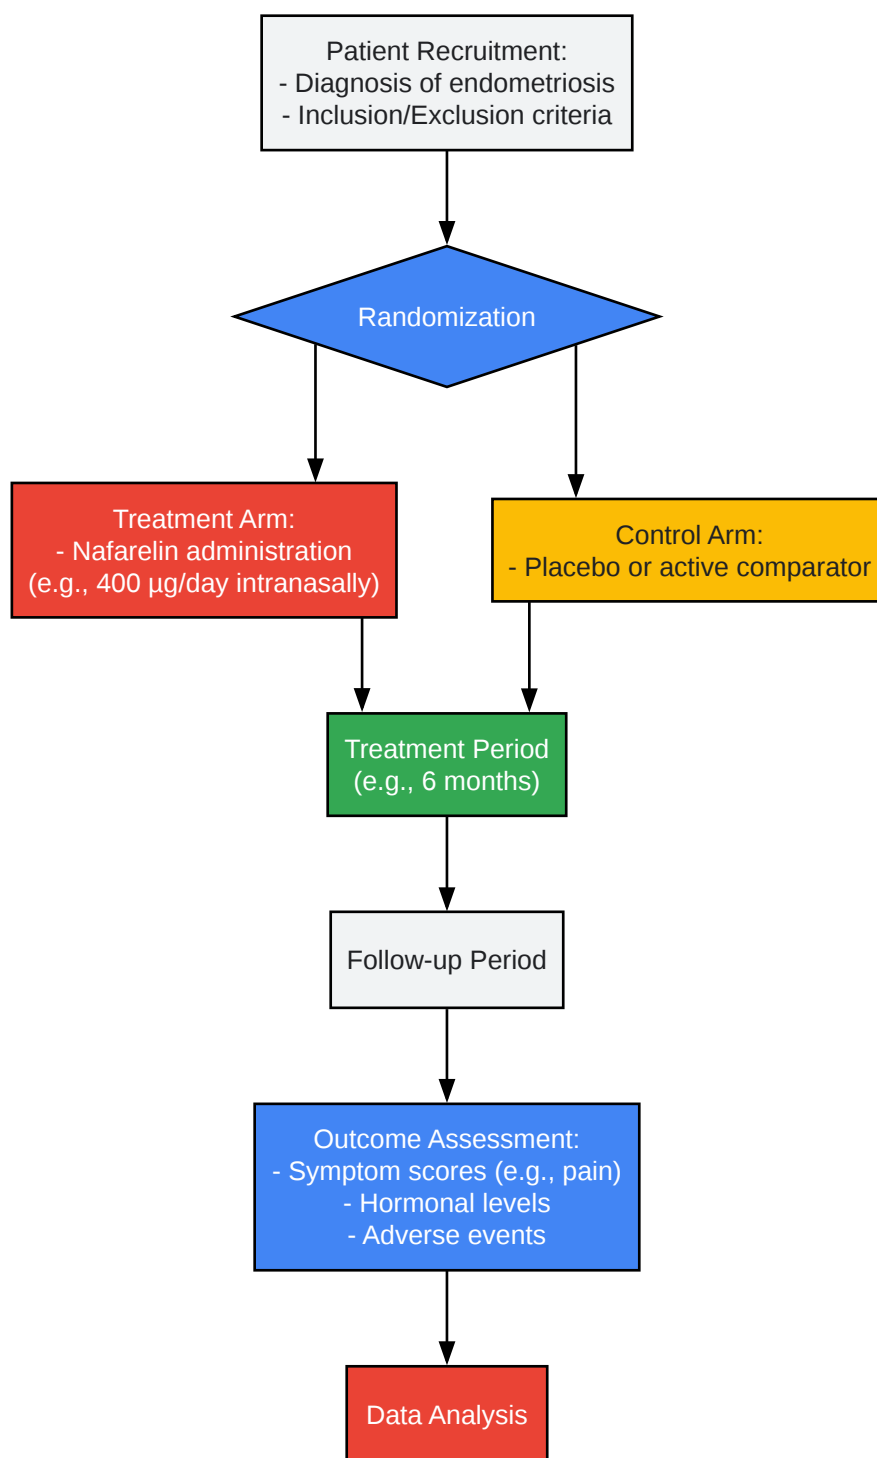 Patient Recruitment:
- Diagnosis of endometriosis
- Inclusion/Exclusion criteria
Randomization
Treatment Arm:
- Nafarelin administration
(e.g., 400 µg/day intranasally)
Control Arm:
- Placebo or active comparator
Treatment Period
(e.g., 6 months)
Follow-up Period
Outcome Assessment:
- Symptom scores (e.g., pain)
- Hormonal levels
- Adverse events
Data Analysis